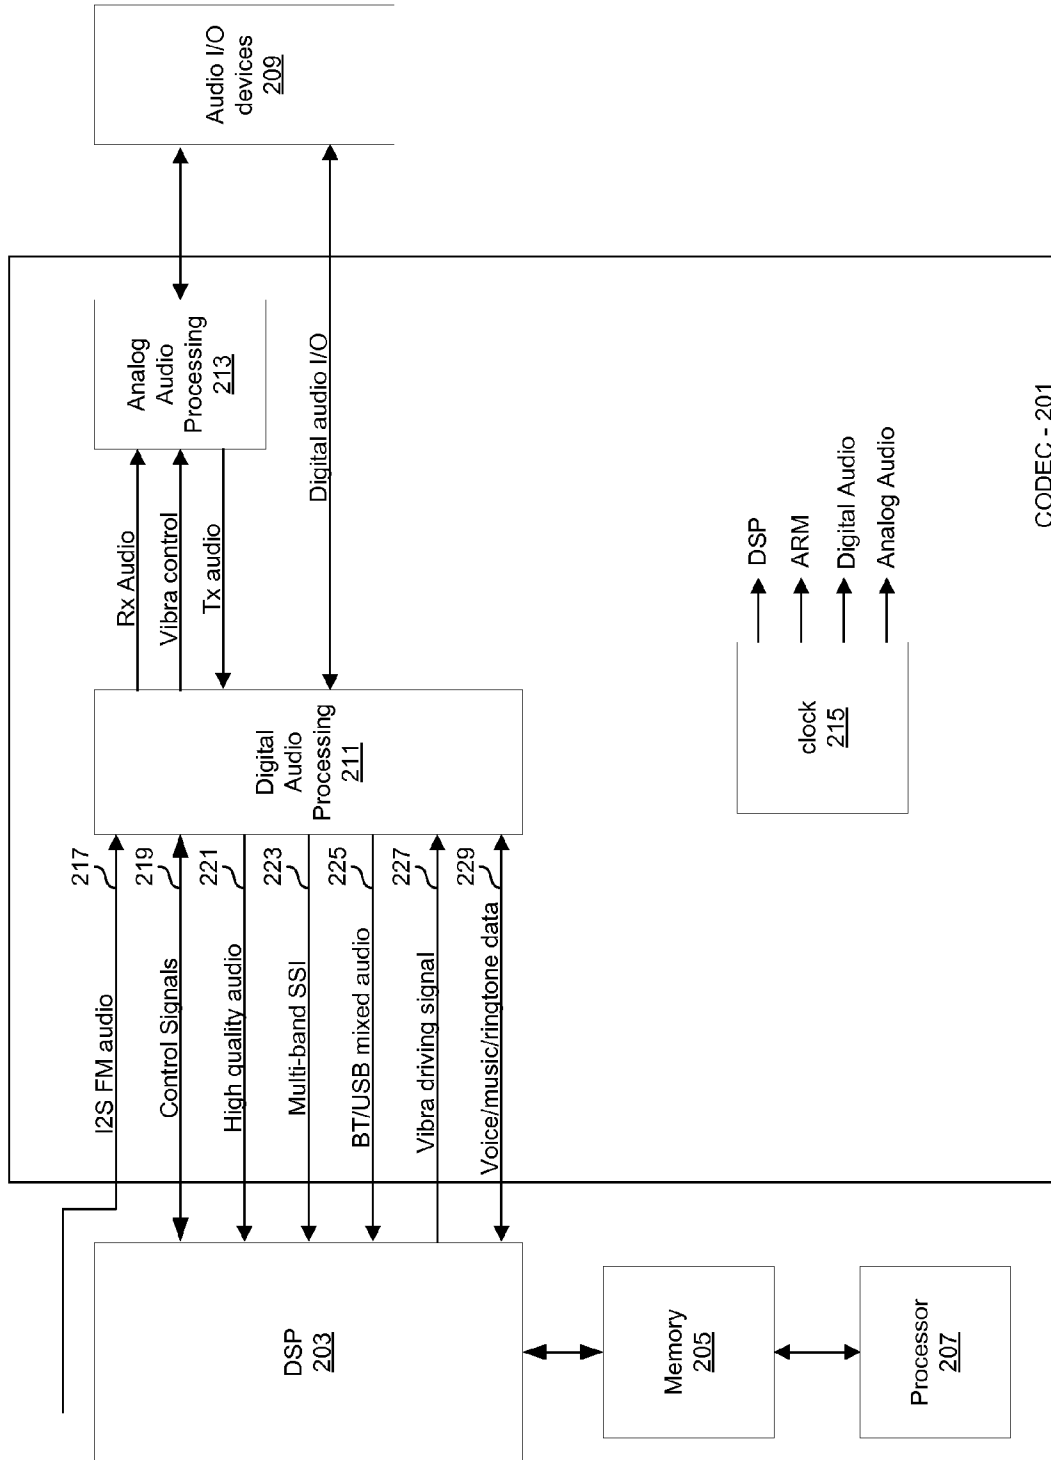 I2S FM audio
217
Control Signals
219
High quality audio
221
Multi-band SSI
223
BT/USB mixed audio
225
Vibra driving signal
227
Voice/music/ringtone data
229
DSP
203
Memory
205
Processor
207
Digital
Audio
Processing
211
Rx Audio
Vibra control
Tx audio
Digital audio I/O
Analog
Audio
Processing
213
Audio I/O
devices
209
clock
215
DSP
ARM
Digital Audio
Analog Audio
CODEC - 201